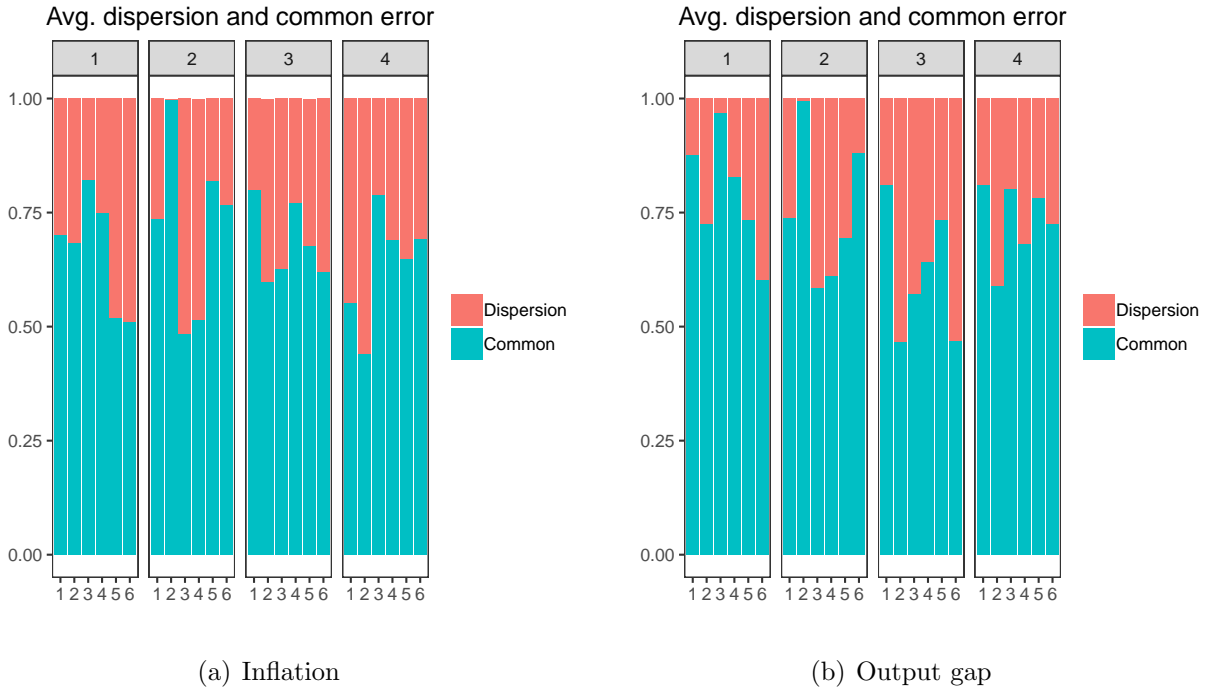 Avg. dispersion and common error
1 2 3 4
1.00
0.75
0.50
0.25
0.00
1 2 3 4 5 6 1 2 3 4 5 6 1 2 3 4 5 6 1 2 3 4 5 6
Dispersion
Common
(a) Inflation
Avg. dispersion and common error
1 2 3 4
1.00
0.75
0.50
0.25
0.00
1 2 3 4 5 6 1 2 3 4 5 6 1 2 3 4 5 6 1 2 3 4 5 6
Dispersion
Common
(b) Output gap